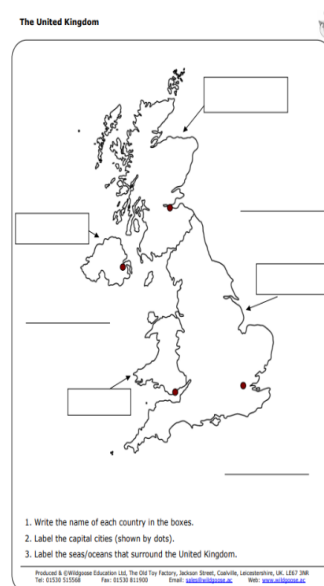 The United Kingdom
1. Write the name of each country in the boxes.
2. Label the capital cities (shown by dots).
3. Label the seas/oceans that surround the United Kingdom.
Produced & ©Wildgoose Education Ltd, The Old Toy Factory, Jackson Street, Coalville, Leicestershire, UK. LE67 3NR
Tel: 01530 515568 Fax: 01530 811900 Email: sales@wildgoose.ac Web: www.wildgoose.ac